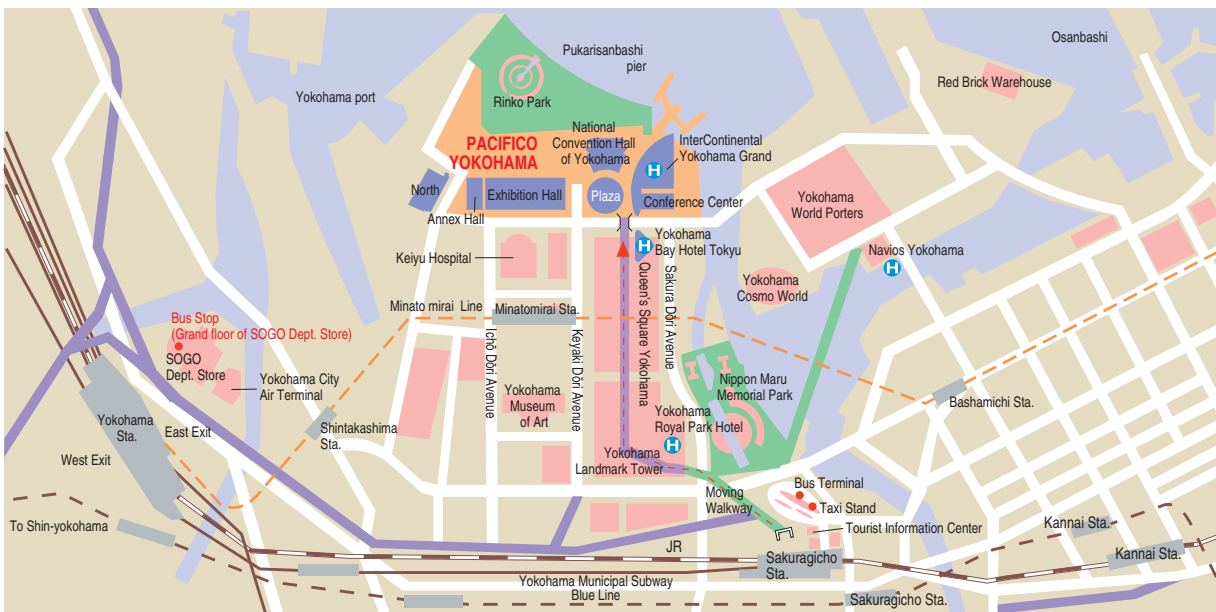 Pukarisanbashi
pier
Osanbashi
Red Brick Warehouse
Yokohama port
Rinko Park
PACIFICO
YOKOHAMA
National
Convention Hall
of Yokohama
InterContinental
Yokohama Grand
H
North
Annex Hall
Exhibition Hall
Plaza
Conference Center
Yokohama
World Porters
Keiyu Hospital
H
Yokohama
Bay Hotel Tokyu
Navios Yokohama
H
Yokohama
Cosmo World
Minato mirai Line
Minatomirai Sta.
Queen's Square Yokohama
Sakura Dōri Avenue
Ichō Dōri Avenue
Keyaki Dōri Avenue
Bus Stop
(Grand floor of SOGO Dept. Store)
SOGO
Dept. Store
Yokohama City
Air Terminal
Yokohama
Museum
of Art
Nippon Maru
Memorial Park
Bashamichi Sta.
Yokohama
Sta.
East Exit
West Exit
Shintakashima
Sta.
Yokohama
Royal Park Hotel
H
Yokohama
Landmark Tower
Moving
Walkway
Bus Terminal
Taxi Stand
Tourist Information Center
To Shin-yokohama
Kannai Sta.
Kannai Sta.
JR
Sakuragicho
Sta.
Yokohama Municipal Subway
Blue Line
Sakuragicho Sta.